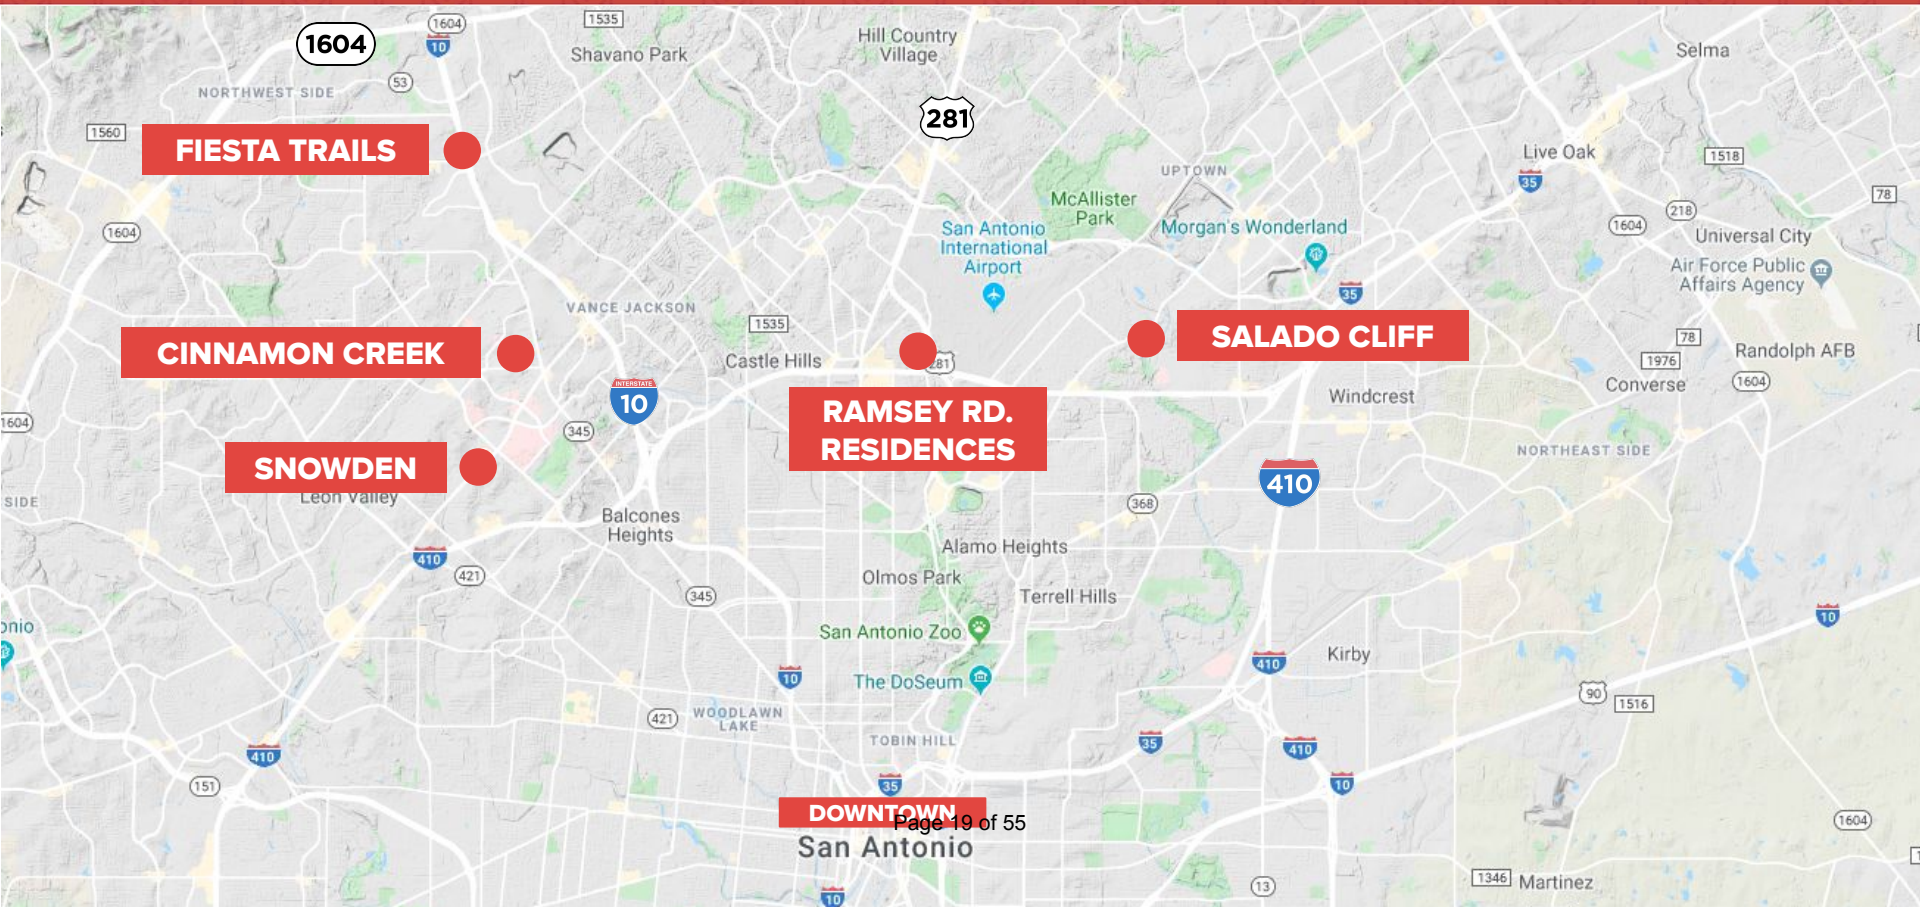 1604
1535
1604
10
Hill Country
Village
Shavano Park
Selma
53
NORTHWEST SIDE
281
1560
FIESTA TRAILS
Live Oak
1518
UPTOWN
35
78
McAllister
Park
218
1604
1604
San Antonio
International
Airport
Morgan's Wonderland
Universal City
Air Force Public
Affairs Agency
35
VANCE JACKSON
1535
SALADO CLIFF
78
CINNAMON CREEK
Castle Hills
281
1976
Randolph AFB
Converse
1604
INTERSTATE
10
Windcrest
RAMSEY RD.
RESIDENCES
1604
345
SNOWDEN
NORTHEAST SIDE
410
Leon Valley
SIDE
368
Balcones
Heights
Alamo Heights
410
421
Olmos Park
345
Terrell Hills
10
onio
San Antonio Zoo
Kirby
410
10
The DoSeum
90
1516
421
WOODLAWN
LAKE
TOBIN HILL
35
410
410
151
35
10
DOWNTOWN
Page 19 of 55
1604
San Antonio
13
1346
Martinez
10